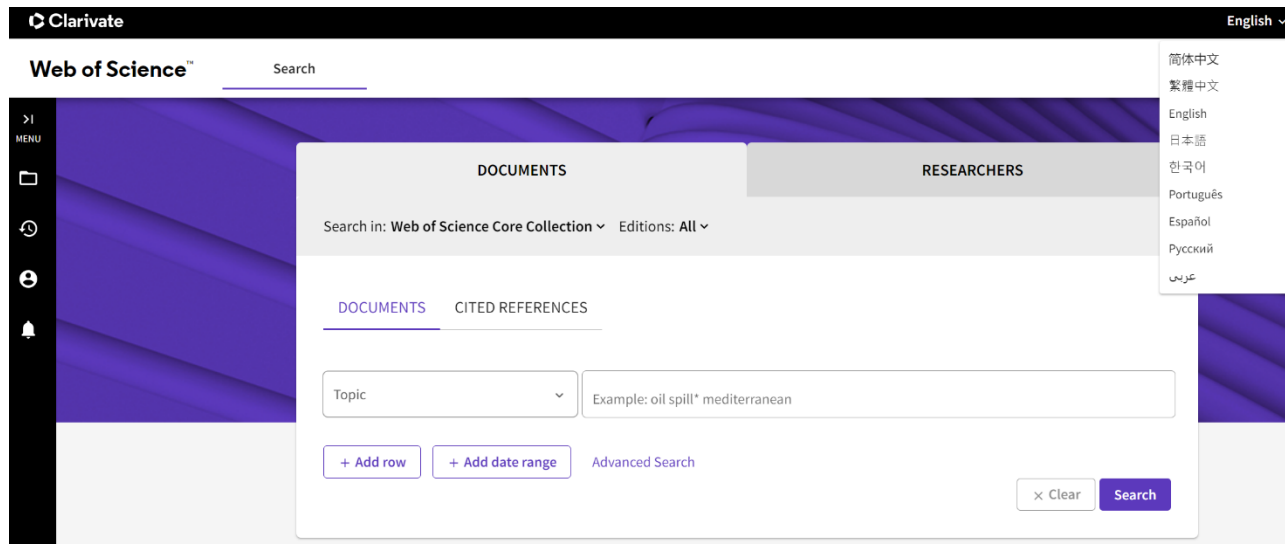 Clarivate
English
Web of Science™
Search
简体中文
繁體中文
English
日本語
한국어
Português
Español
Русский
عربي
MENU
DOCUMENTS
RESEARCHERS
Search in: Web of Science Core Collection Editions: All
DOCUMENTS CITED REFERENCES
Topic
Example: oil spill* mediterranean
+ Add row
+ Add date range
Advanced Search
× Clear
Search